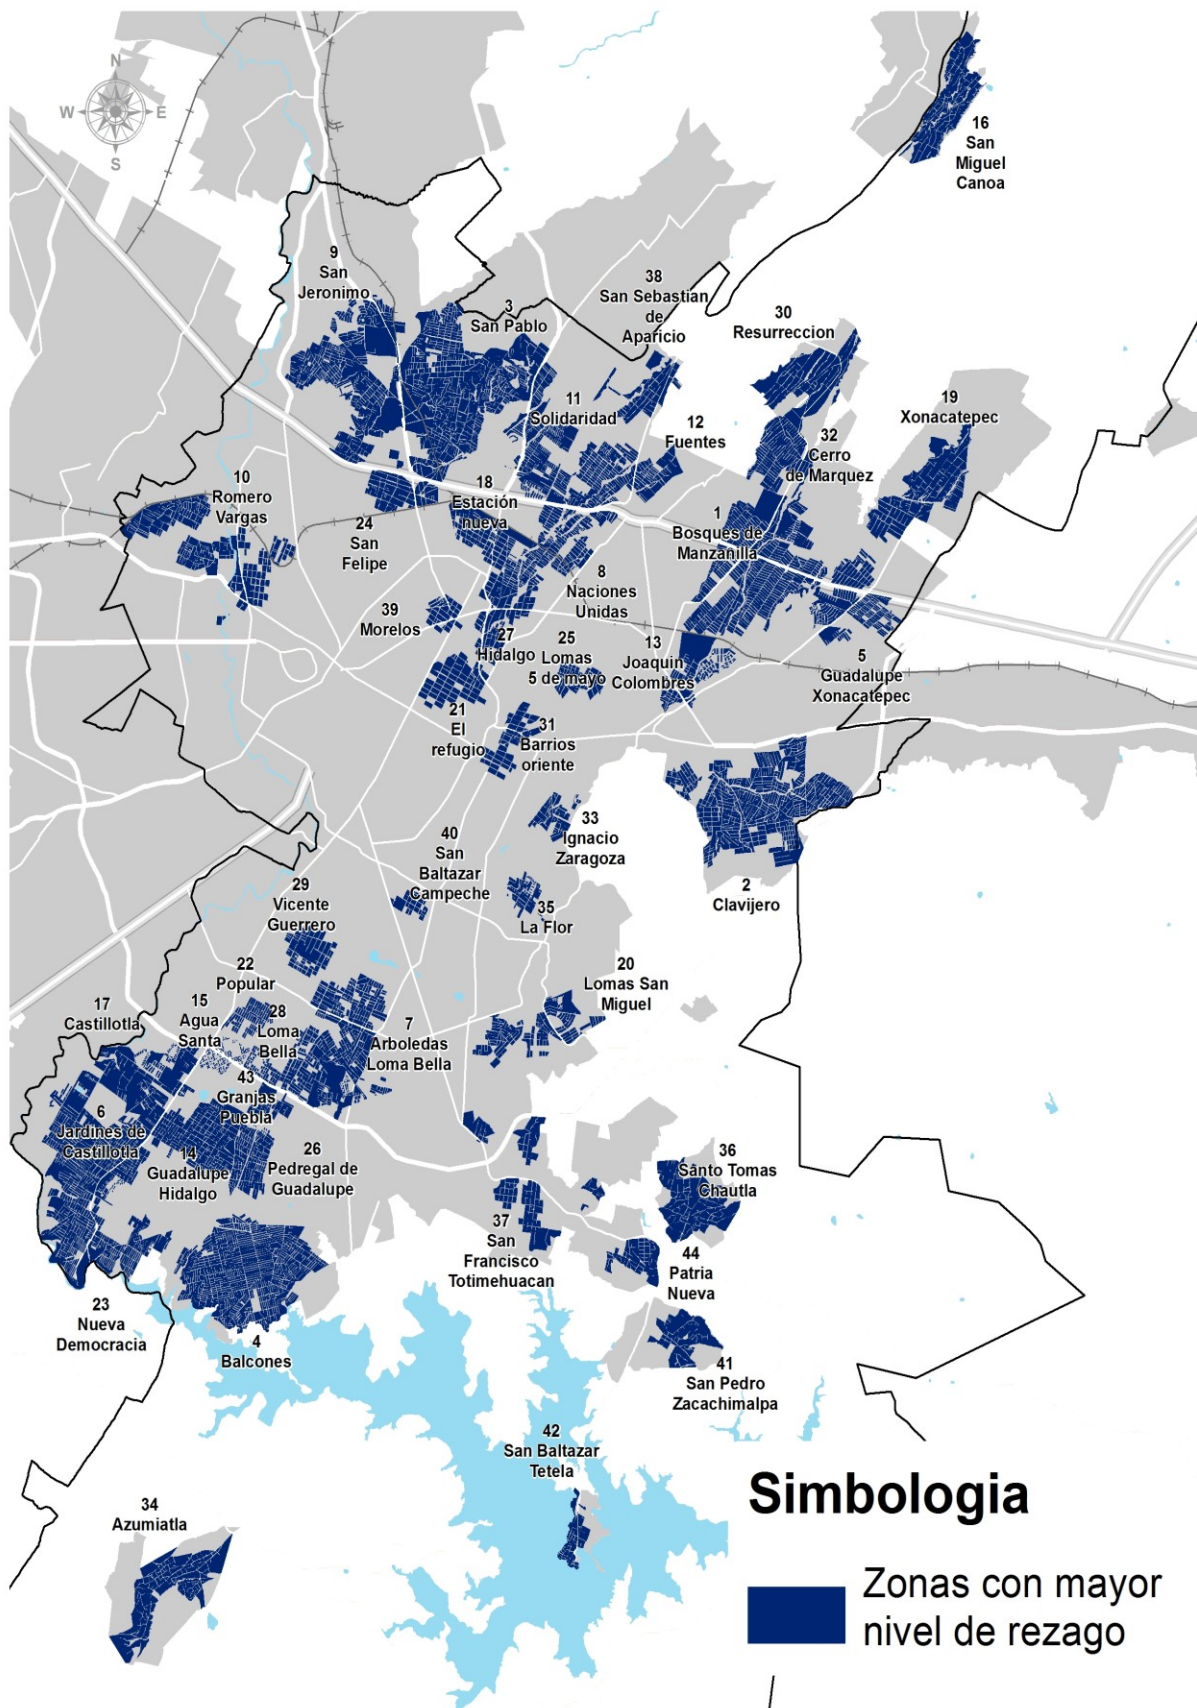 N
W
E
S
16
San
Miguel
Canoa
9
San
Jeronimo
3
San Pablo
38
San Sebastian
de
Aparicio
30
Resurreccion
19
Xonacatepec
11
Solidaridad
12
Fuentes
32
Cerro
de Marquez
10
Romero
Vargas
18
Estación
nueva
24
San
Felipe
1
Bosques de
Manzanilla
8
Naciones
Unidas
39
Morelos
27
Hidalgo
25
Lomas
5 de mayo
13
Joaquin
Colombres
5
Guadalupe
Xonacatepec
21
El
refugio
31
Barrios
oriente
33
Ignacio
Zaragoza
40
San
Baltazar
Campeche
2
Clavijero
29
Vicente
Guerrero
35
La Flor
22
Popular
20
Lomas San
Miguel
17
Castillotla
15
Agua
Santa
28
Loma
Bella
7
Arboledas
Loma Bella
43
Granjas
Puebla
6
Jardines de
Castillotla
14
Guadalupe
Hidalgo
26
Pedregal de
Guadalupe
36
Santo Tomas
Chautla
37
San
Francisco
Totimehuacan
44
Patria
Nueva
23
Nueva
Democracia
4
Balcones
41
San Pedro
Zacachimalpa
42
San Baltazar
Tetela
34
Azumiatla
Simbologia
Zonas con mayor
nivel de rezago